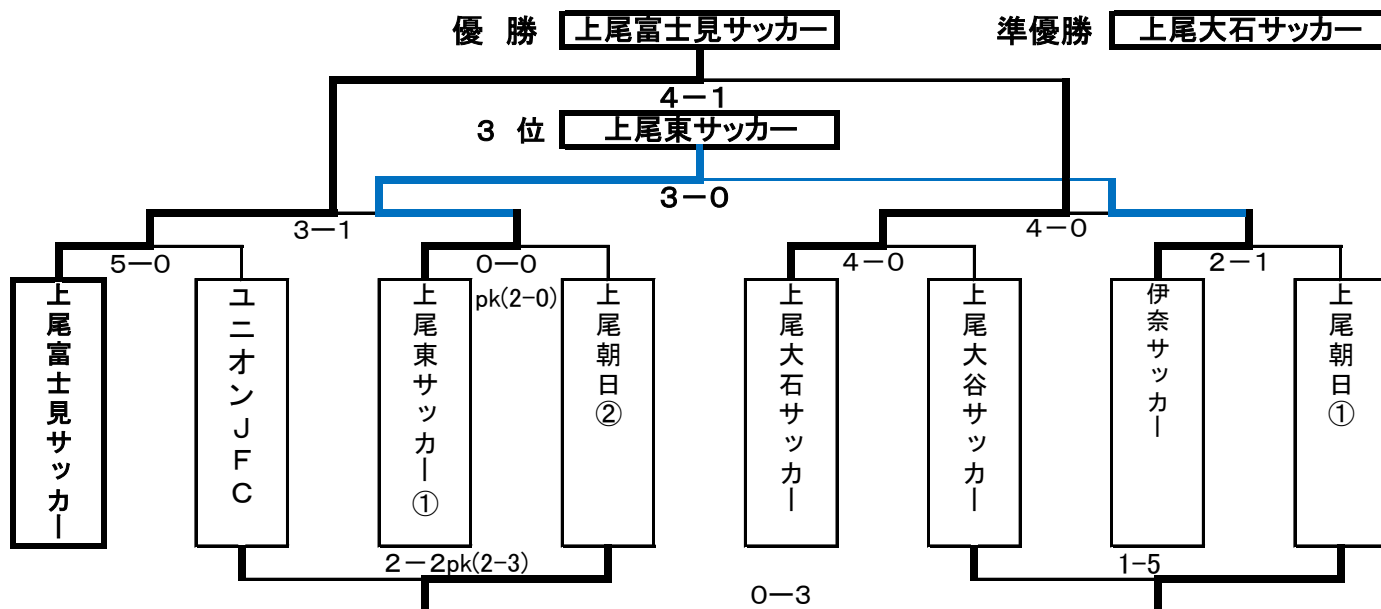 優 勝 上尾富士見サッカー 準優勝 上尾大石サッカー
4－1
3 位 上尾東サッカー
3－0
3－1 4－0
5－0 0－0 4－0 2－1
pk(2-0)
上尾富士見サッカー
ユニオンJFC
上尾東サッカー①
上尾朝日②
上尾大石サッカー
上尾大谷サッカー
伊奈サッカー
上尾朝日①
2－2pk(2-3) 1-5
0－3